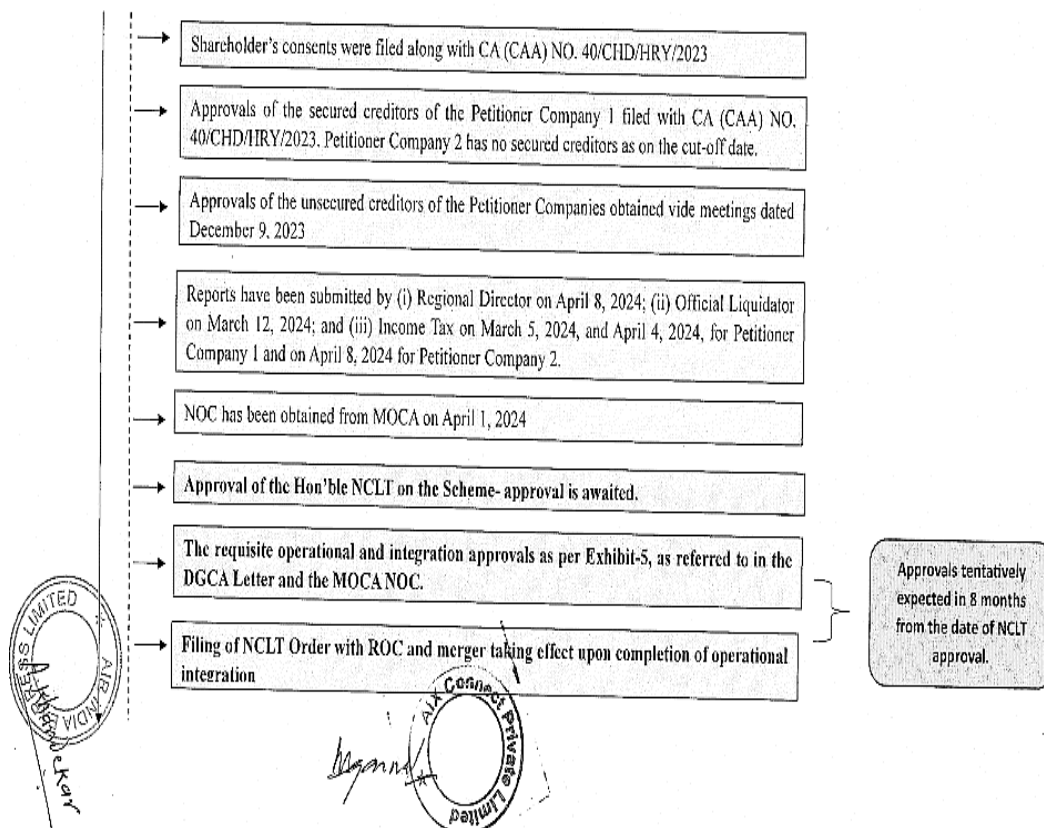 Shareholder's consents were filed along with CA (CAA) NO. 40/CHD/HRY/2023
Approvals of the secured creditors of the Petitioner Company 1 filed with CA (CAA) NO.
40/CHD/HRY/2023. Petitioner Company 2 has no secured creditors as on the cut-off date.
Approvals of the unsecured creditors of the Petitioner Companies obtained vide meetings dated
December 9, 2023
Reports have been submitted by (i) Regional Director on April 8, 2024; (ii) Official Liquidator
on March 12, 2024; and (iii) Income Tax on March 5, 2024, and April 4, 2024, for Petitioner
Company 1 and on April 8, 2024 for Petitioner Company 2.
NOC has been obtained from MOCA on April 1, 2024
Approval of the Hon'ble NCLT on the Scheme- approval is awaited.
The requisite operational and integration approvals as per Exhibit-5, as referred to in the
DGCA Letter and the MOCA NOC.
Filing of NCLT Order with ROC and merger taking effect upon completion of operational
integration
Approvals tentatively
expected in 8 months
from the date of NCLT
approval.
AIR INDIA EXPRESS LIMITED
AIX Connect Private Limited